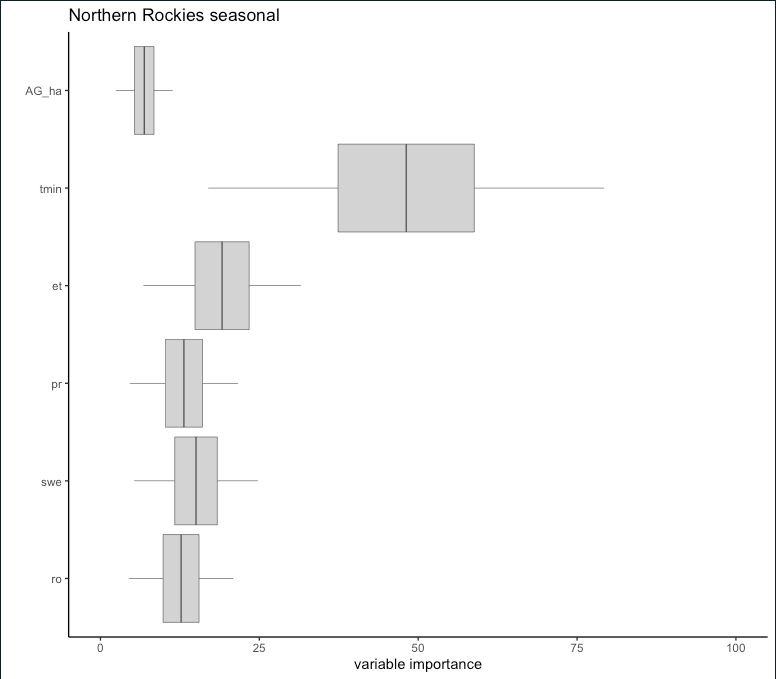 Northern Rockies seasonal
AG_ha
tmin
et
pr
swe
ro
0 25 50 75 100
variable importance